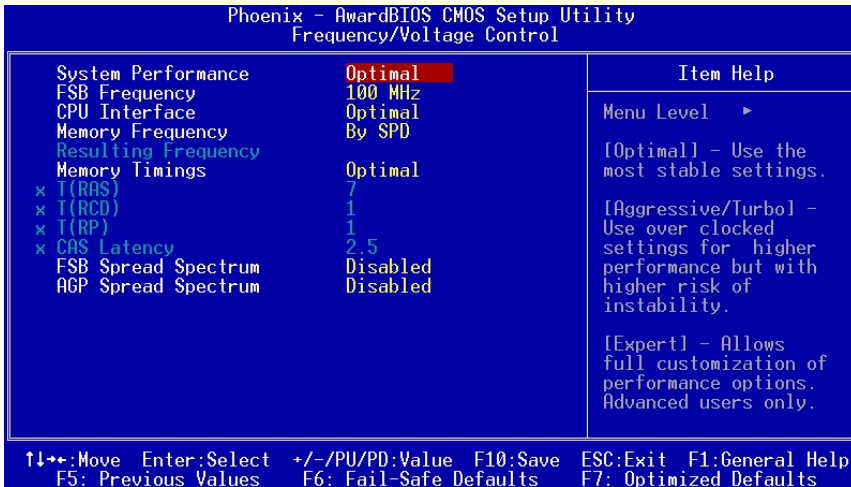 Phoenix - AwardBIOS CMOS Setup Utility
Frequency/Voltage Control
System Performance Optimal
FSB Frequency 100 MHz
CPU Interface Optimal
Memory Frequency By SPD
Resulting Frequency
Memory Timings Optimal
x T(RAS) 7
x T(RCD) 1
x T(RP) 1
x CAS Latency 2.5
FSB Spread Spectrum Disabled
AGP Spread Spectrum Disabled
Item Help
Menu Level ►
[Optimal] - Use the
most stable settings.
[Aggressive/Turbo] -
Use over clocked
settings for higher
performance but with
higher risk of
instability.
[Expert] - Allows
full customization of
performance options.
Advanced users only.
↑↓→←:Move Enter:Select +/-/PU/PD:Value F10:Save ESC:Exit F1:General Help
F5: Previous Values F6: Fail-Safe Defaults F7: Optimized Defaults